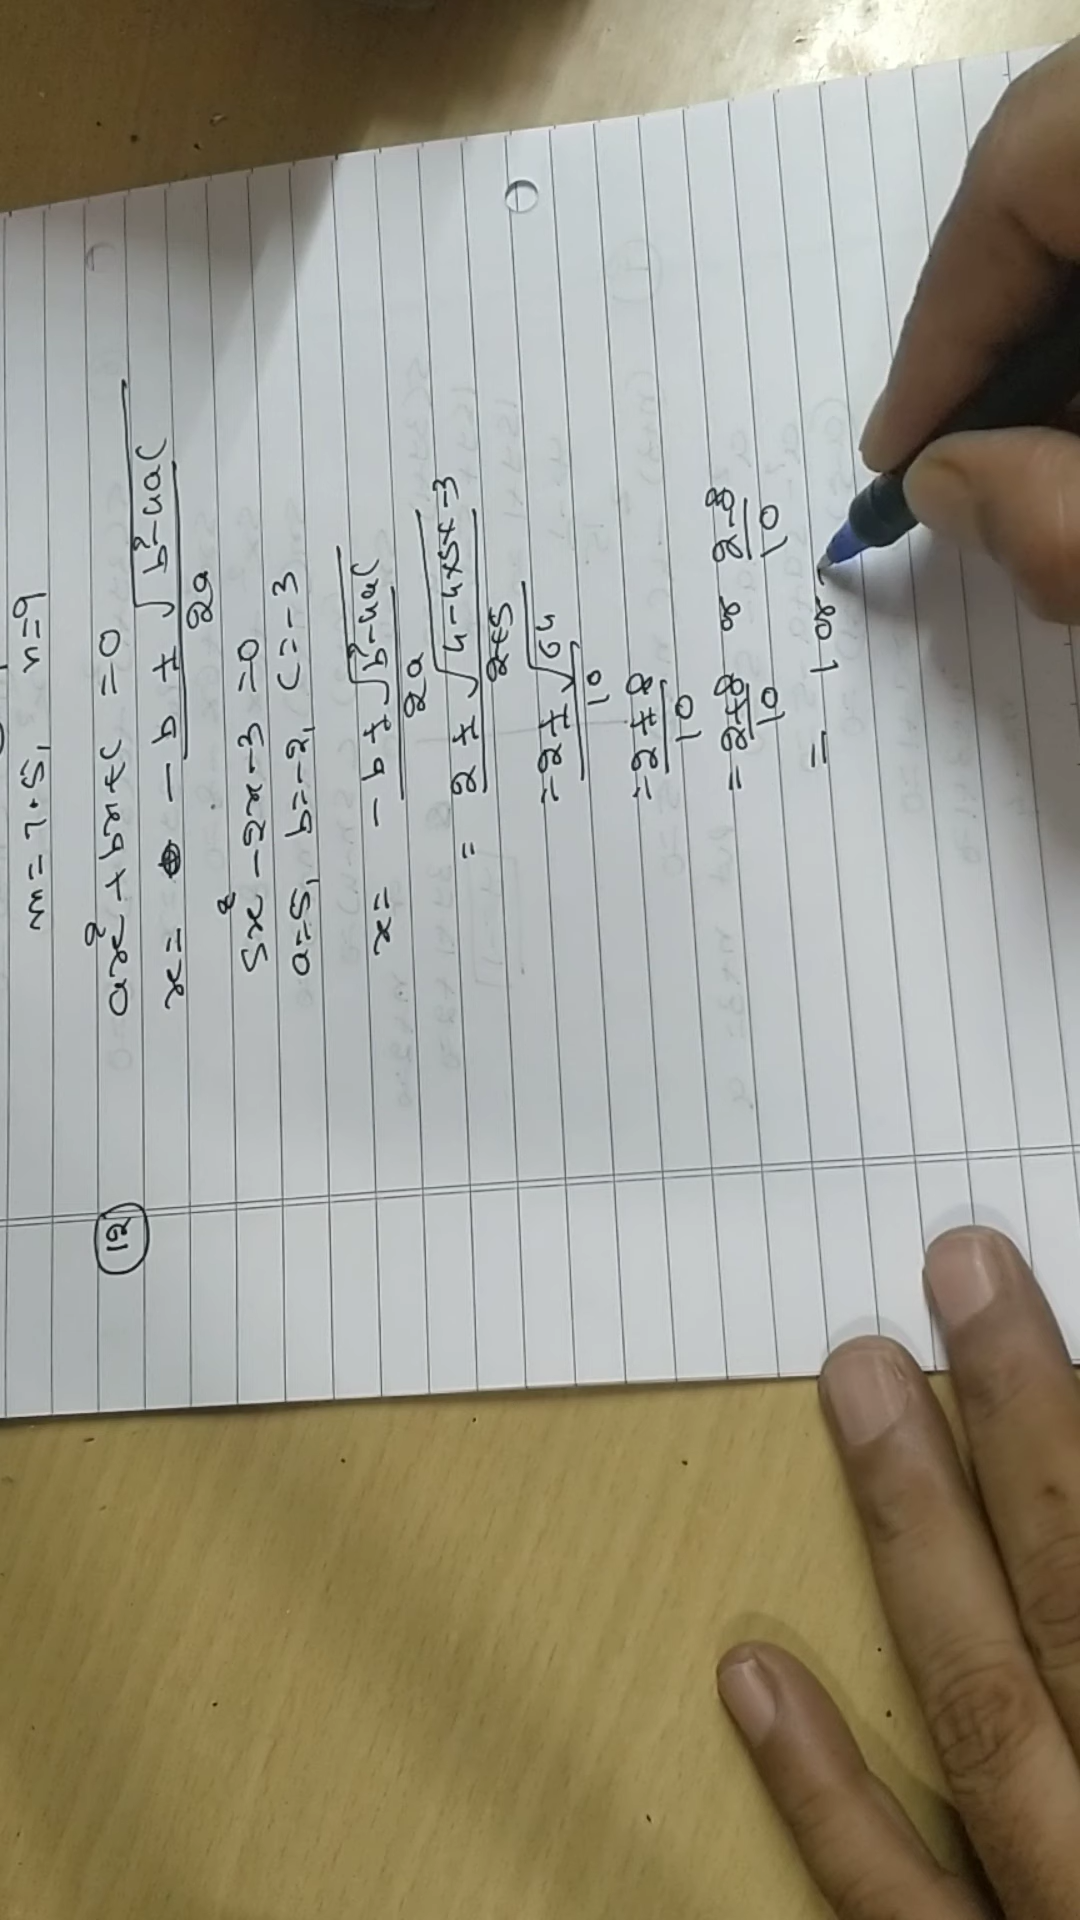 m=7.5, n=9
(12) ax²+bx+c =0
x= -b ± √b²-4ac
2a
5x²-2x-3=0
a=5, b=-2, c=-3
x= -b ± √b²-4ac
2a
= 2 ± √4-4×5×-3
2×5
= 2 ± √64
10
= 2±8
10
= 2+8 or 2-8
10 10
= 1 or -